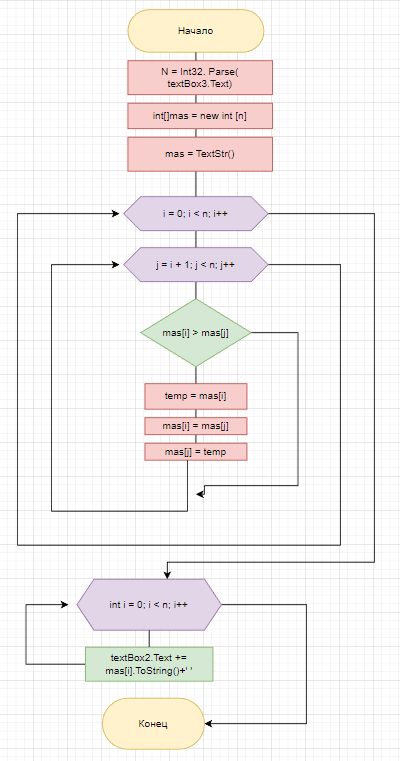 Начало
N = Int32. Parse(
textBox3.Text)
int[]mas = new int [n]
mas = TextStr()
i = 0; i < n; i++
j = i + 1; j < n; j++
mas[i] > mas[j]
temp = mas[i]
mas[i] = mas[j]
mas[j] = temp
int i = 0; i < n; i++
textBox2.Text +=
mas[i].ToString()+' '
Конец